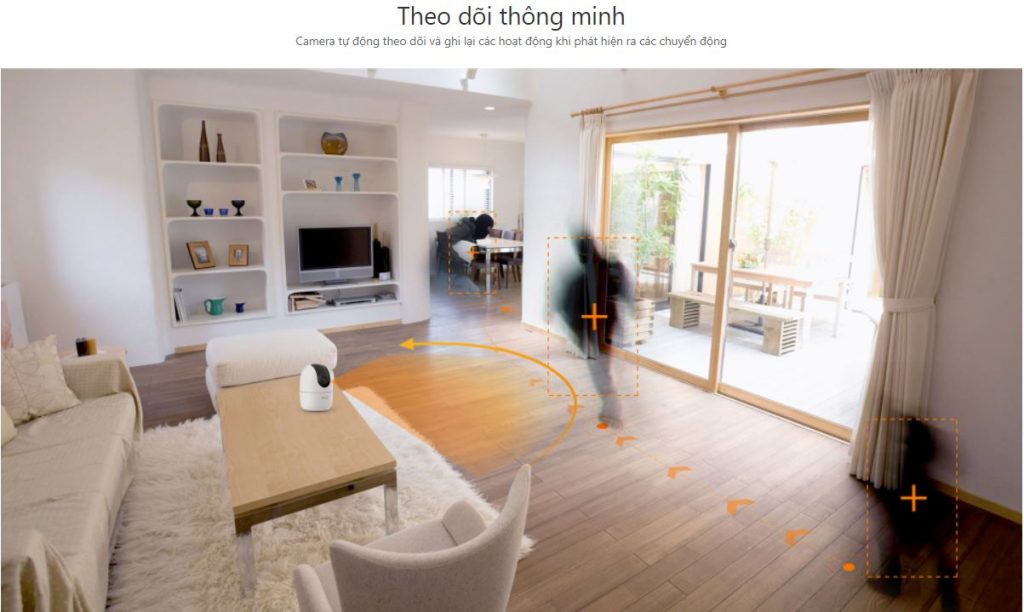 Theo dõi thông minh
Camera tự động theo dõi và ghi lại các hoạt động khi phát hiện ra các chuyển động